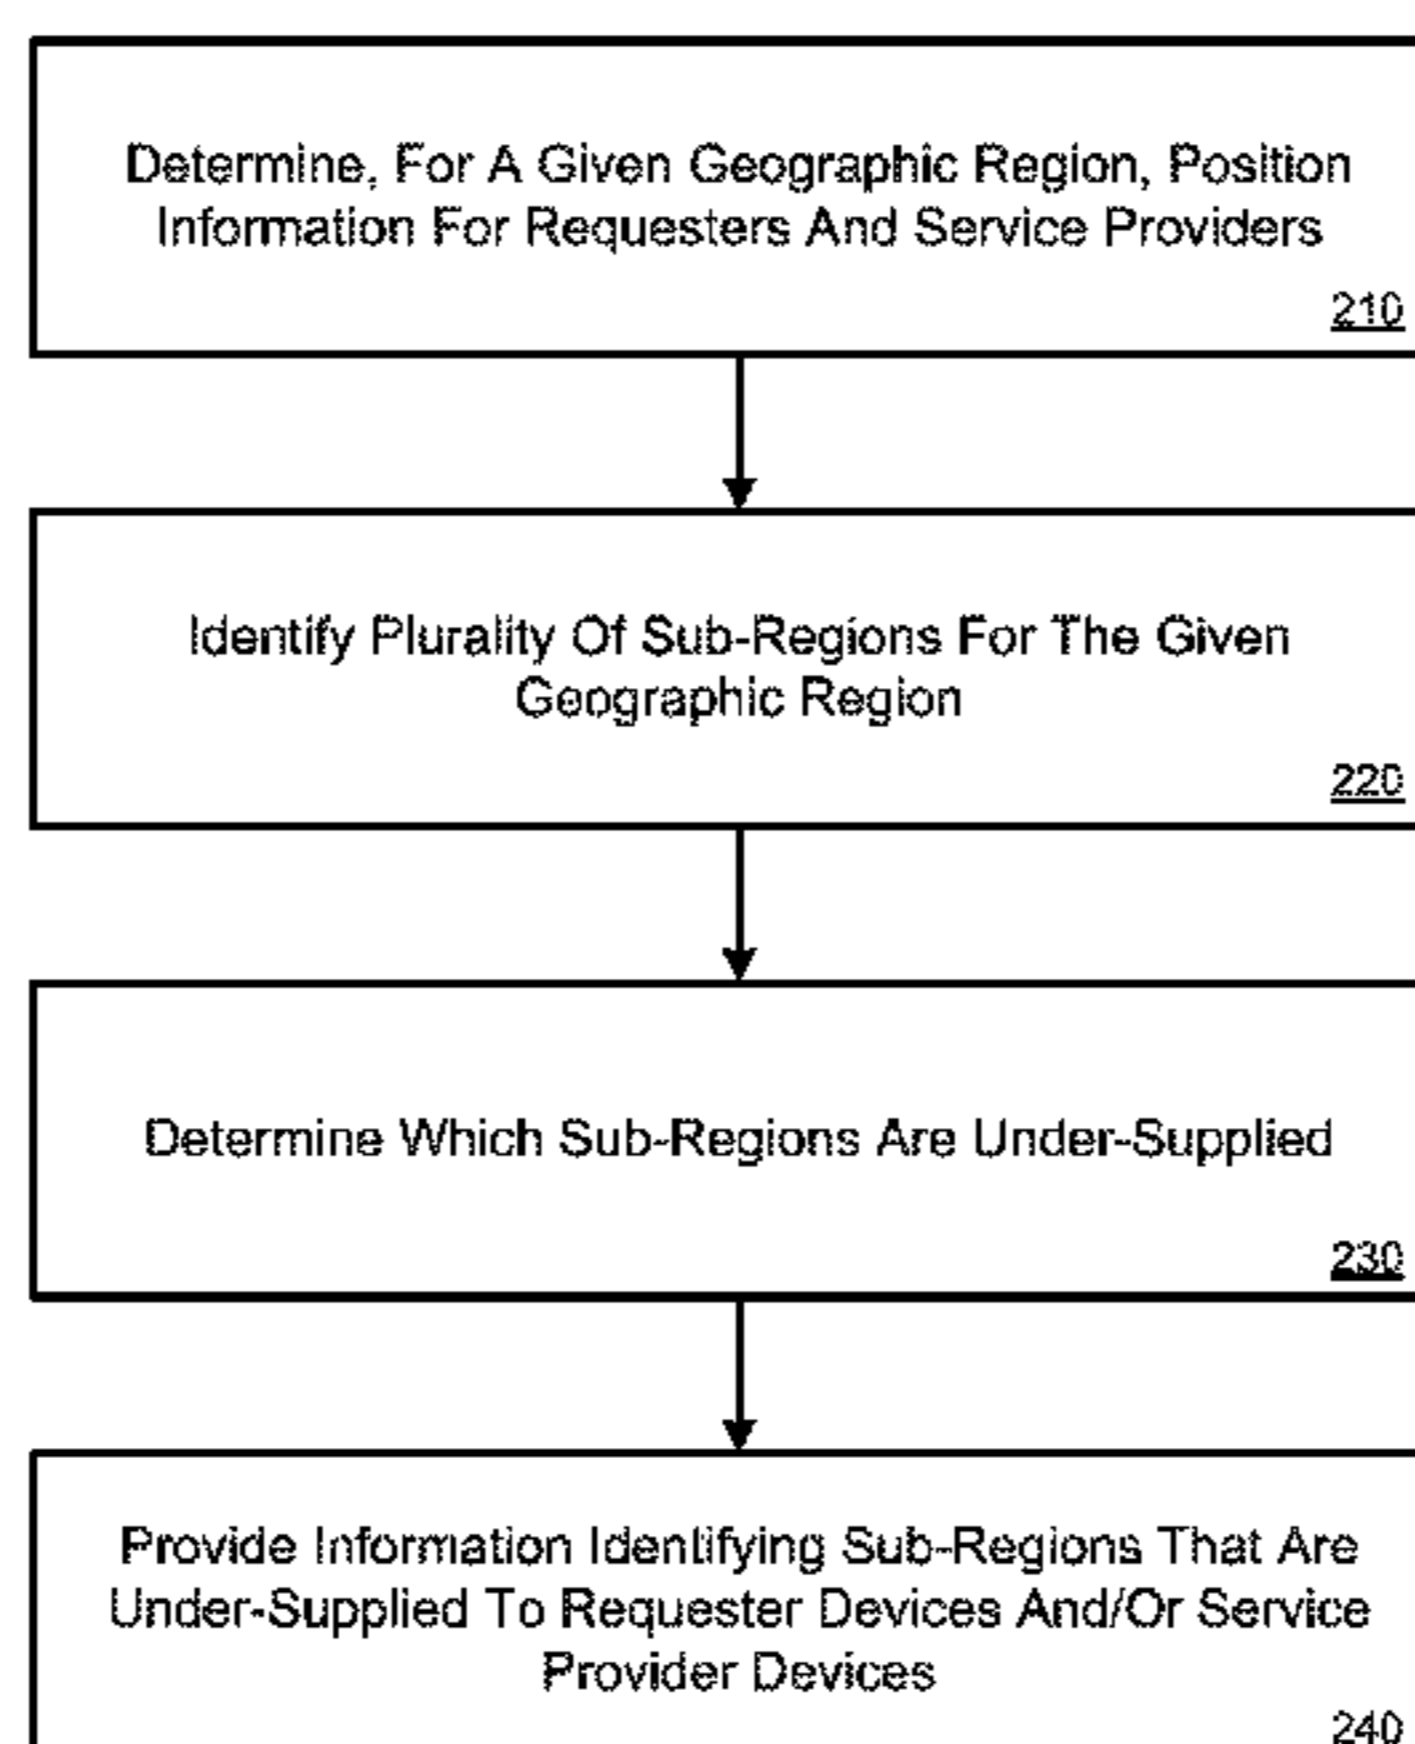 Determine, For A Given Geographic Region, Position
Information For Requesters And Service Providers
210
Identify Plurality Of Sub-Regions For The Given
Geographic Region
220
Determine Which Sub-Regions Are Under-Supplied
230
Provide Information Identifying Sub-Regions That Are
Under-Supplied To Requester Devices And/Or Service
Provider Devices
240